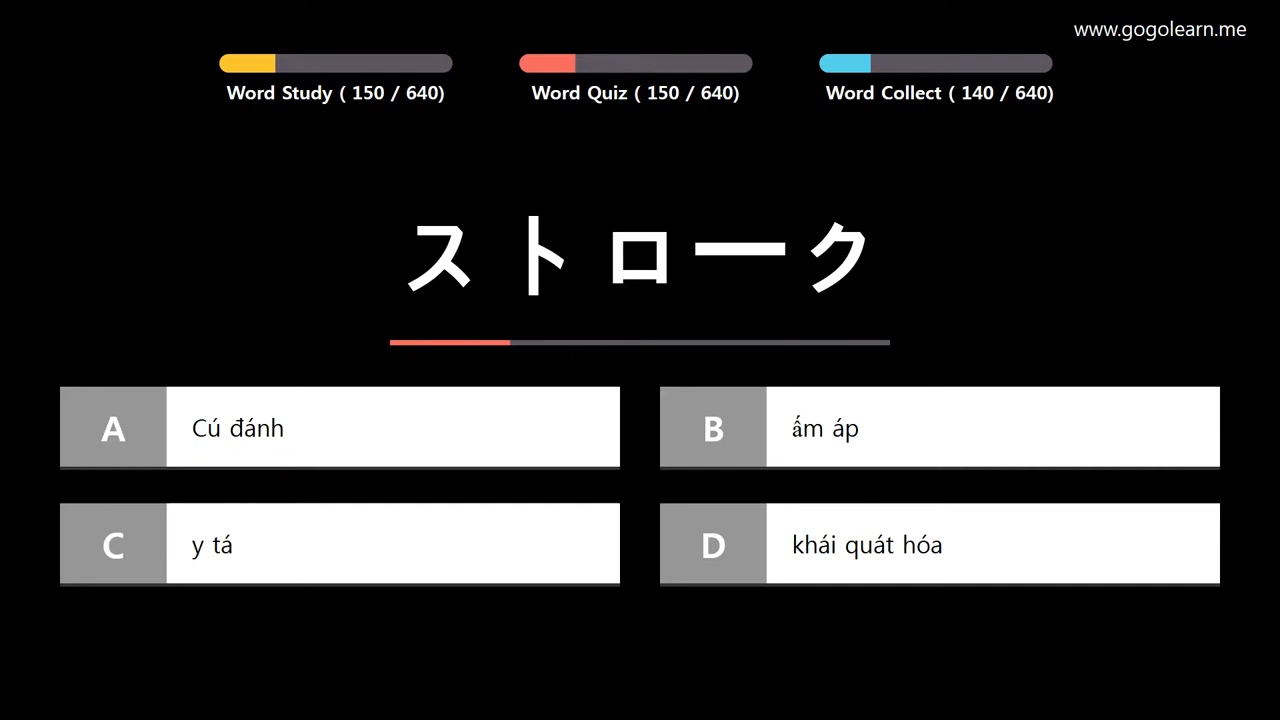 www.gogolearn.me
Word Study ( 150 / 640)
Word Quiz ( 150 / 640)
Word Collect ( 140 / 640)
ストローク
A Cú đánh
B ấm áp
C y tá
D khái quát hóa